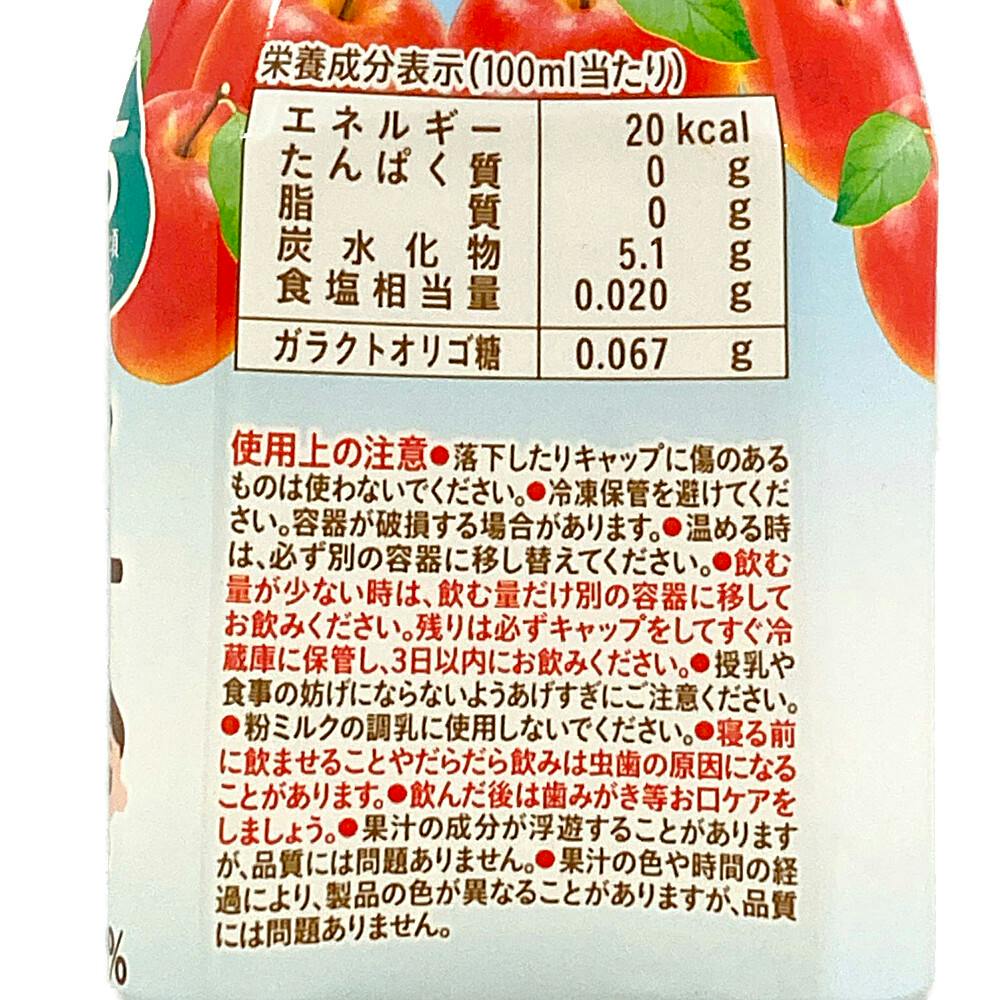 栄養成分表示(100ml当たり)
エネルギー 20 kcal
たんぱく質 0 g
脂質 0 g
炭水化物 5.1 g
食塩相当量 0.020 g
ガラクトオリゴ糖 0.067 g
使用上の注意●落下したりキャップに傷のある
ものは使わないでください。●冷凍保管を避けてくだ
さい。容器が破損する場合があります。●温める時
は、必ず別の容器に移し替えてください。●飲む
量が少ない時は、飲む量だけ別の容器に移して
お飲みください。残りは必ずキャップをしてすぐ冷
蔵庫に保管し、3日以内にお飲みください。●授乳や
食事の妨げにならないようあげすぎにご注意ください。
●粉ミルクの調乳に使用しないでください。●寝る前
に飲ませることやだらだら飲みは虫歯の原因になる
ことがあります。●飲んだ後は歯みがき等お口ケアを
しましょう。●果汁の成分が浮遊することがあります
が、品質には問題ありません。●果汁の色や時間の経
過により、製品の色が異なることがありますが、品質
には問題ありません。
%